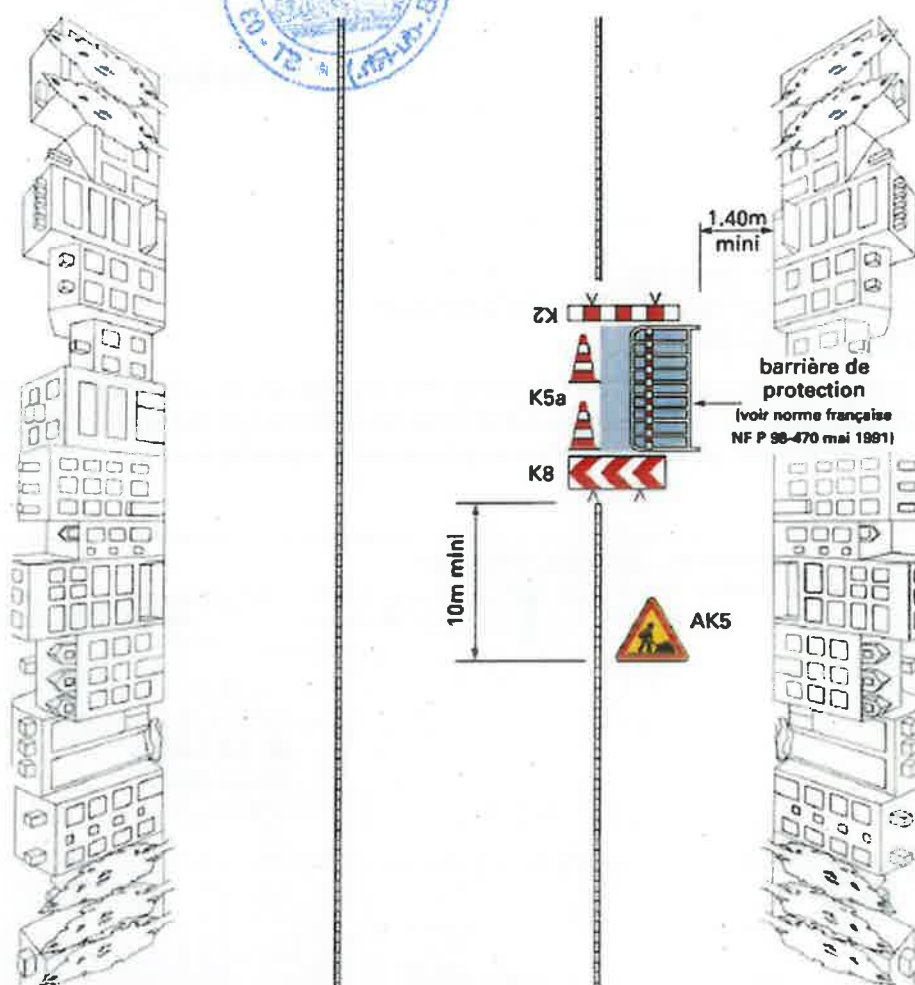 1.40m
mini
K2
K5a
barrière de
protection
(voir norme française
NF P 98-470 mai 1991)
K8
10m mini
AK5